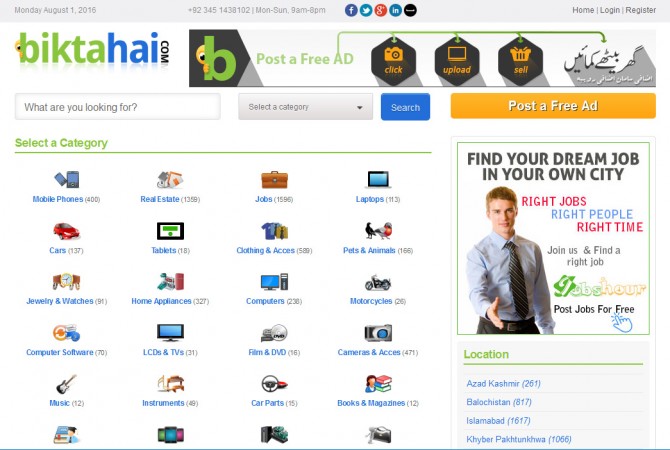 Monday August 1, 2016
+92 345 1438102 | Mon-Sun, 9am-8pm
Home | Login | Register
biktahai.com
b Post a Free AD
click
upload
sell
گھر بیٹھے کمائیں
What are you looking for?
Select a category
Search
Post a Free Ad
Select a Category
Mobile Phones (400)
Real Estate (1359)
Jobs (1596)
Laptops (113)
Cars (137)
Tablets (18)
Clothing & Acces (589)
Pets & Animals (166)
Jewelry & Watches (91)
Home Appliances (327)
Computers (238)
Motorcycles (26)
Computer Software (70)
LCDs & TVs (31)
Film & DVD (16)
Cameras & Acces (471)
Music (12)
Instruments (49)
Car Parts (15)
Books & Magazines (12)
FIND YOUR DREAM JOB
IN YOUR OWN CITY
RIGHT JOBS
RIGHT PEOPLE
RIGHT TIME
Join us & Find a
right job
Jobshour
Post Jobs For Free
Location
Azad Kashmir (261)
Balochistan (817)
Islamabad (1617)
Khyber Pakhtunkhwa (1066)